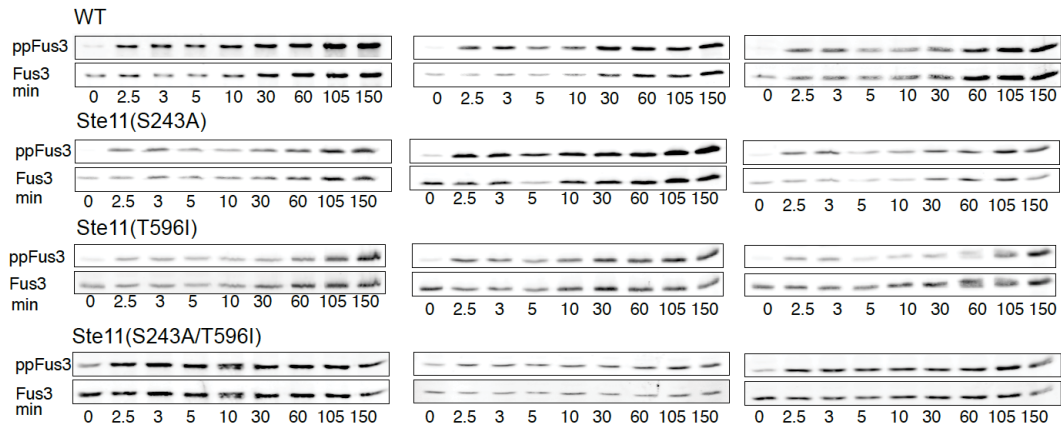 WT
ppFus3
Fus3
min 0 2.5 3 5 10 30 60 105 150 0 2.5 3 5 10 30 60 105 150 0 2.5 3 5 10 30 60 105 150
Ste11(S243A)
ppFus3
Fus3
min 0 2.5 3 5 10 30 60 105 150 0 2.5 3 5 10 30 60 105 150 0 2.5 3 5 10 30 60 105 150
Ste11(T596I)
ppFus3
Fus3
min 0 2.5 3 5 10 30 60 105 150 0 2.5 3 5 10 30 60 105 150 0 2.5 3 5 10 30 60 105 150
Ste11(S243A/T596I)
ppFus3
Fus3
min 0 2.5 3 5 10 30 60 105 150 0 2.5 3 5 10 30 60 105 150 0 2.5 3 5 10 30 60 105 150